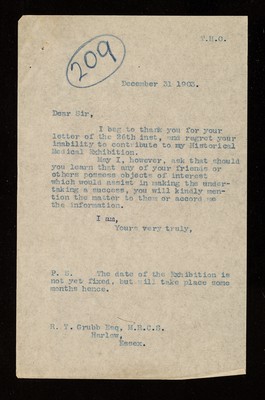 209
December 31 1903.
Dear Sir,
I beg to thank you for your
letter of the 26th inst, and regret your
inability to contribute to my Historical
Medical Exhibition.
May I, however, ask that should
you learn that any of your friends or
others possess objects of interest
which would assist in making the under-
taking a success, you will kindly men-
tion the matter to them or accord me
the information.
I am,
Yours very truly,
P. S. The date of the Exhibition is
not yet fixed, but will take place some
months hence.
R. T. Grubb Esq, M.R.C.S.
Harlow,
Essex.